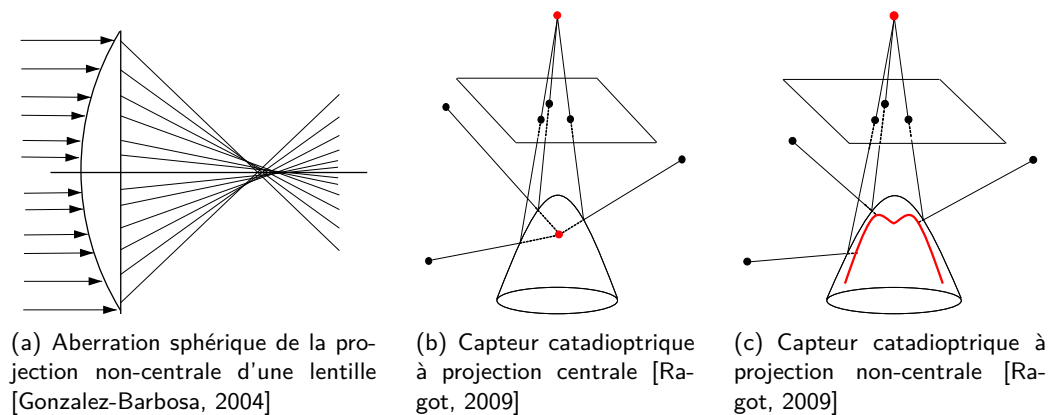 (a) Aberration sphérique de la pro-
jection non-centrale d'une lentille
[Gonzalez-Barbosa, 2004]
(b) Capteur catadioptrique
à projection centrale [Ra-
got, 2009]
(c) Capteur catadioptrique à
projection non-centrale [Ra-
got, 2009]